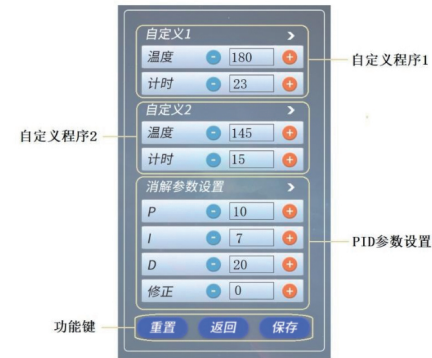 自定义1 >
温度 - 180 +
自定义程序1
计时 - 23 +
自定义2 >
温度 - 145 +
自定义程序2
计时 - 15 +
消解参数设置 >
P - 10 +
I - 7 +
PID参数设置
D - 20 +
修正 - 0 +
功能键
重置 返回 保存